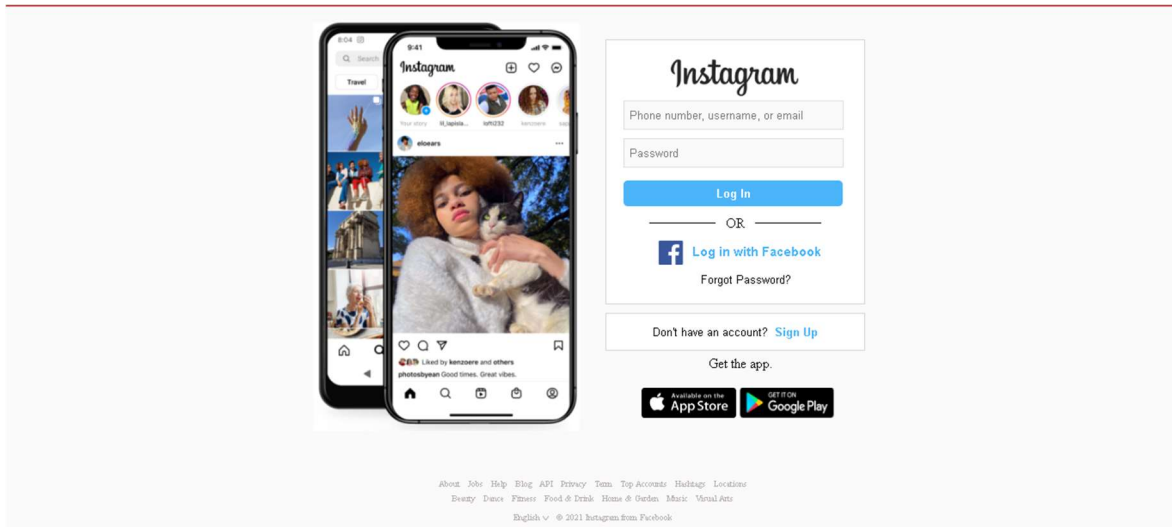 8:04
Search
Travel
9:41
Instagram
Your story lil_lapisla... lofti232 kenzoere
eloears
Liked by kenzoere and others
photosbyean Good times. Great vibes.
Instagram
Phone number, username, or email
Password
Log In
OR
Log in with Facebook
Forgot Password?
Don't have an account? Sign Up
Get the app.
Available on the
App Store
GET IT ON
Google Play
About Jobs Help Blog API Privacy Term Top Accounts Hashtags Locations
Beauty Dance Fitness Food & Drink Home & Garden Music Visual Arts
English © 2021 Instagram from Facebook